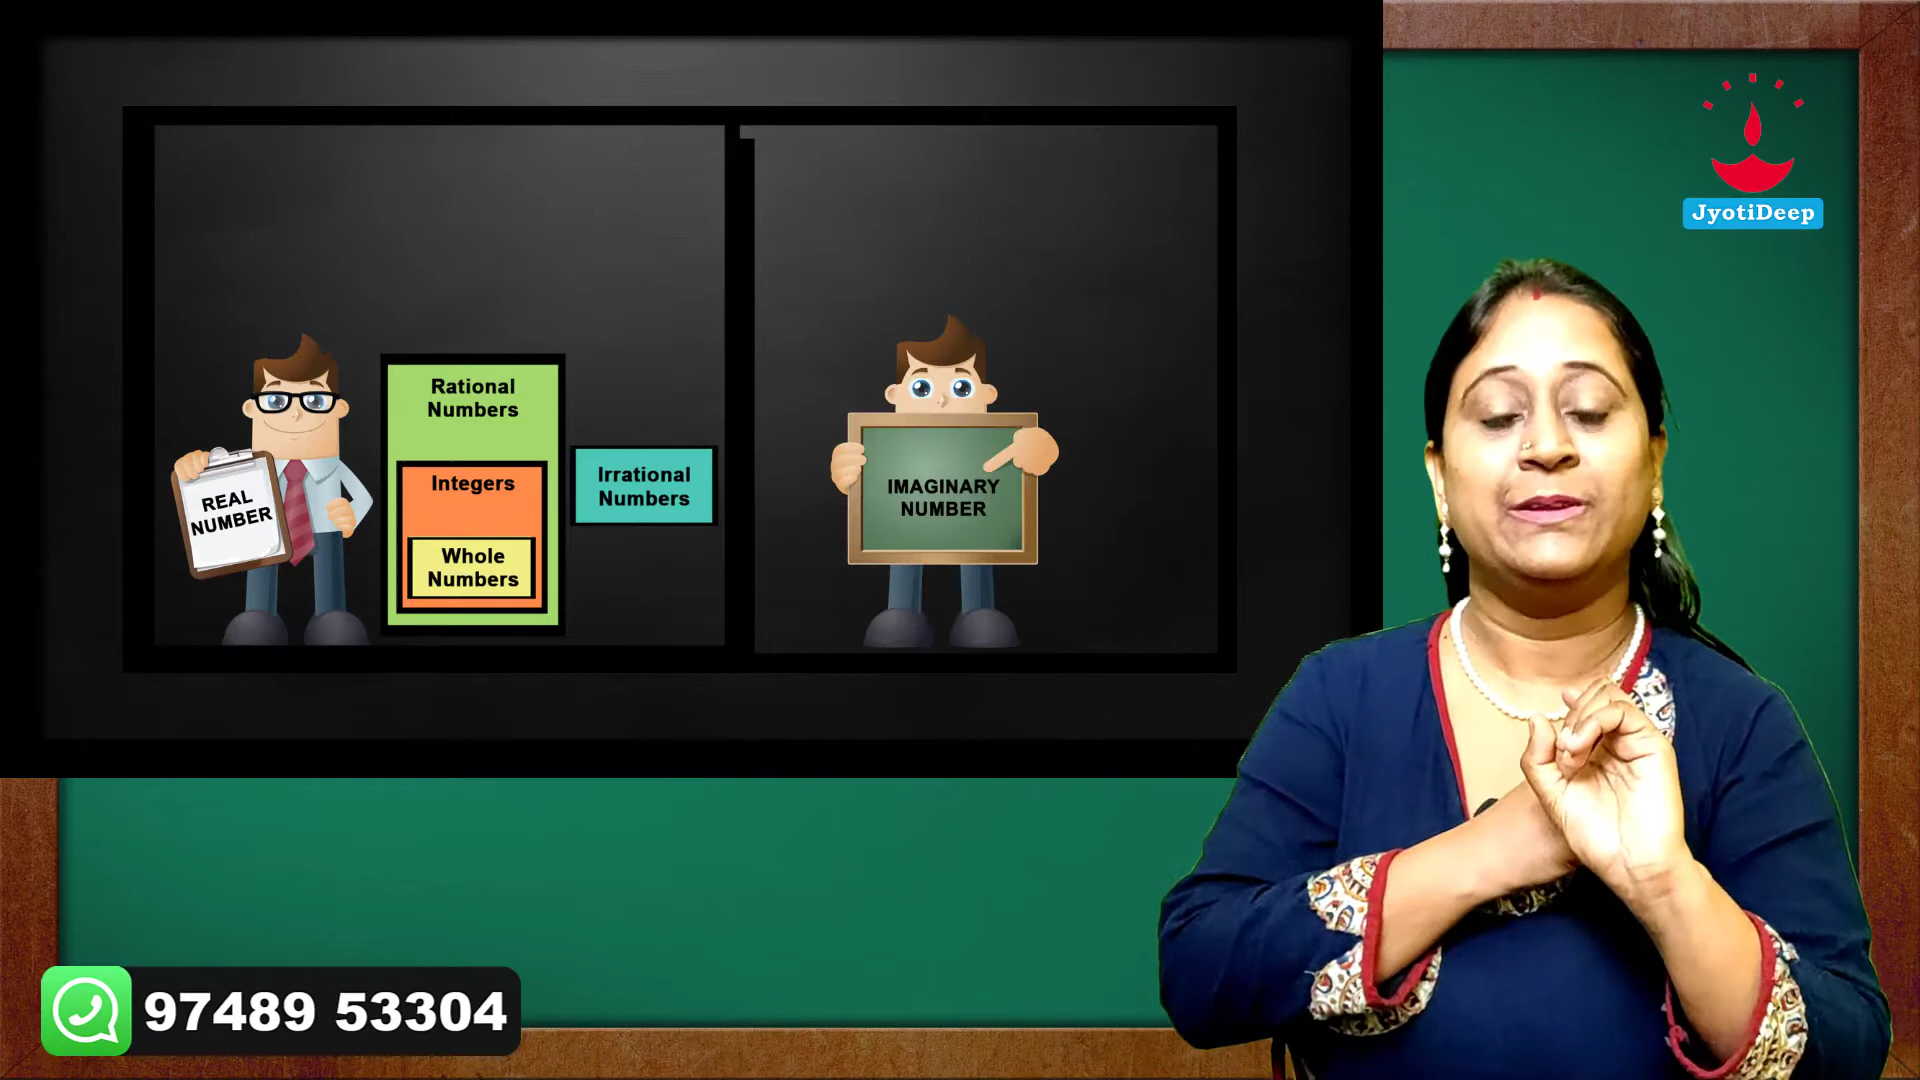 JyotiDeep
Rational
Numbers
Integers
Whole
Numbers
Irrational
Numbers
REAL
NUMBER
IMAGINARY
NUMBER
97489 53304